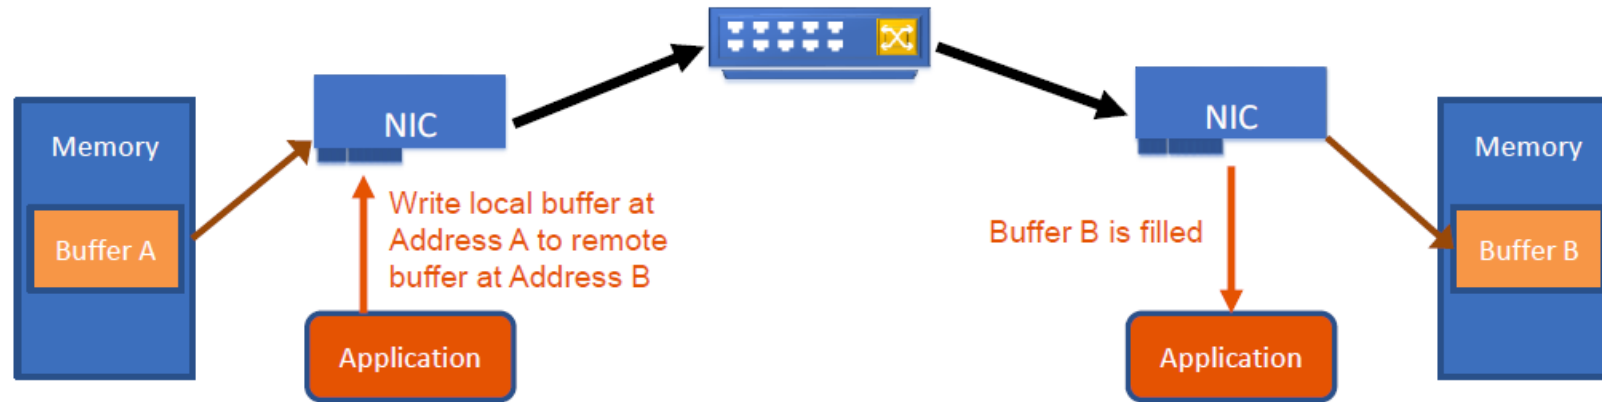 Memory
Buffer A
NIC
Write local buffer at
Address A to remote
buffer at Address B
Application
NIC
Buffer B is filled
Application
Memory
Buffer B